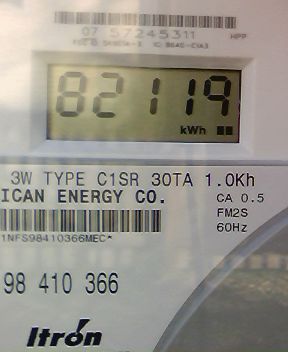 07 57245311 HPP
82119
kWh
3W TYPE C1SR 30TA 1.0Kh
ICAN ENERGY CO.
CA 0.5
FM2S
60Hz
1NFS98410366MEC*
98 410 366
Itron